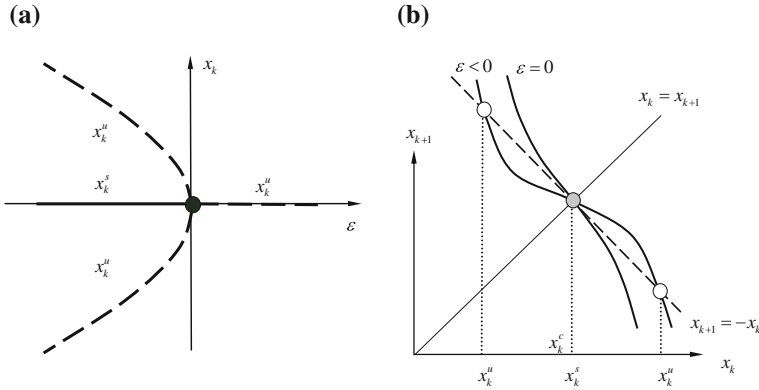 (a)
x_k
x_k^u
x_k^s
x_k^u
ε
x_k^u
(b)
ε<0
ε=0
x_k = x_{k+1}
x_{k+1}
x_{k+1} = −x_k
x_k^c
x_k^u
x_k^s
x_k^u
x_k